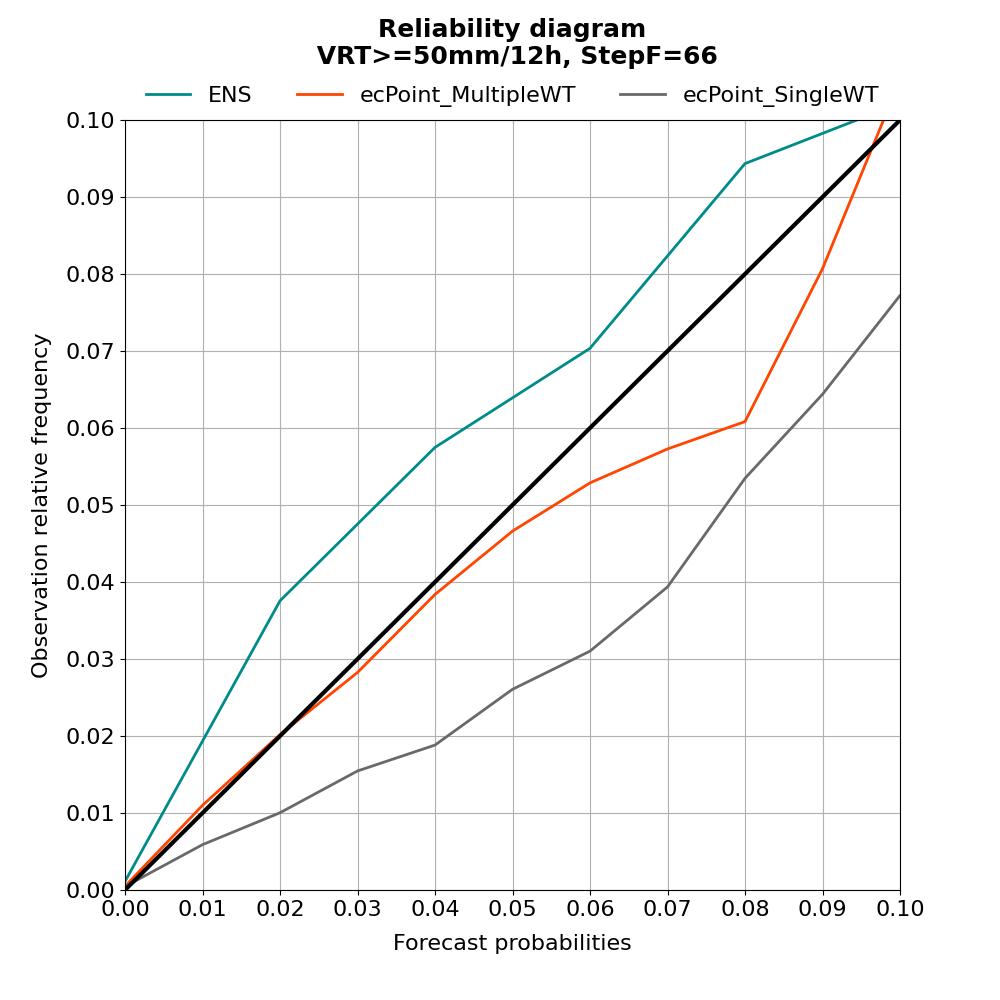 Reliability diagram
VRT>=50mm/12h, StepF=66
ENS ecPoint_MultipleWT ecPoint_SingleWT
0.10
0.09
0.08
0.07
0.06
0.05
0.04
0.03
0.02
0.01
0.00
Observation relative frequency
0.00 0.01 0.02 0.03 0.04 0.05 0.06 0.07 0.08 0.09 0.10
Forecast probabilities